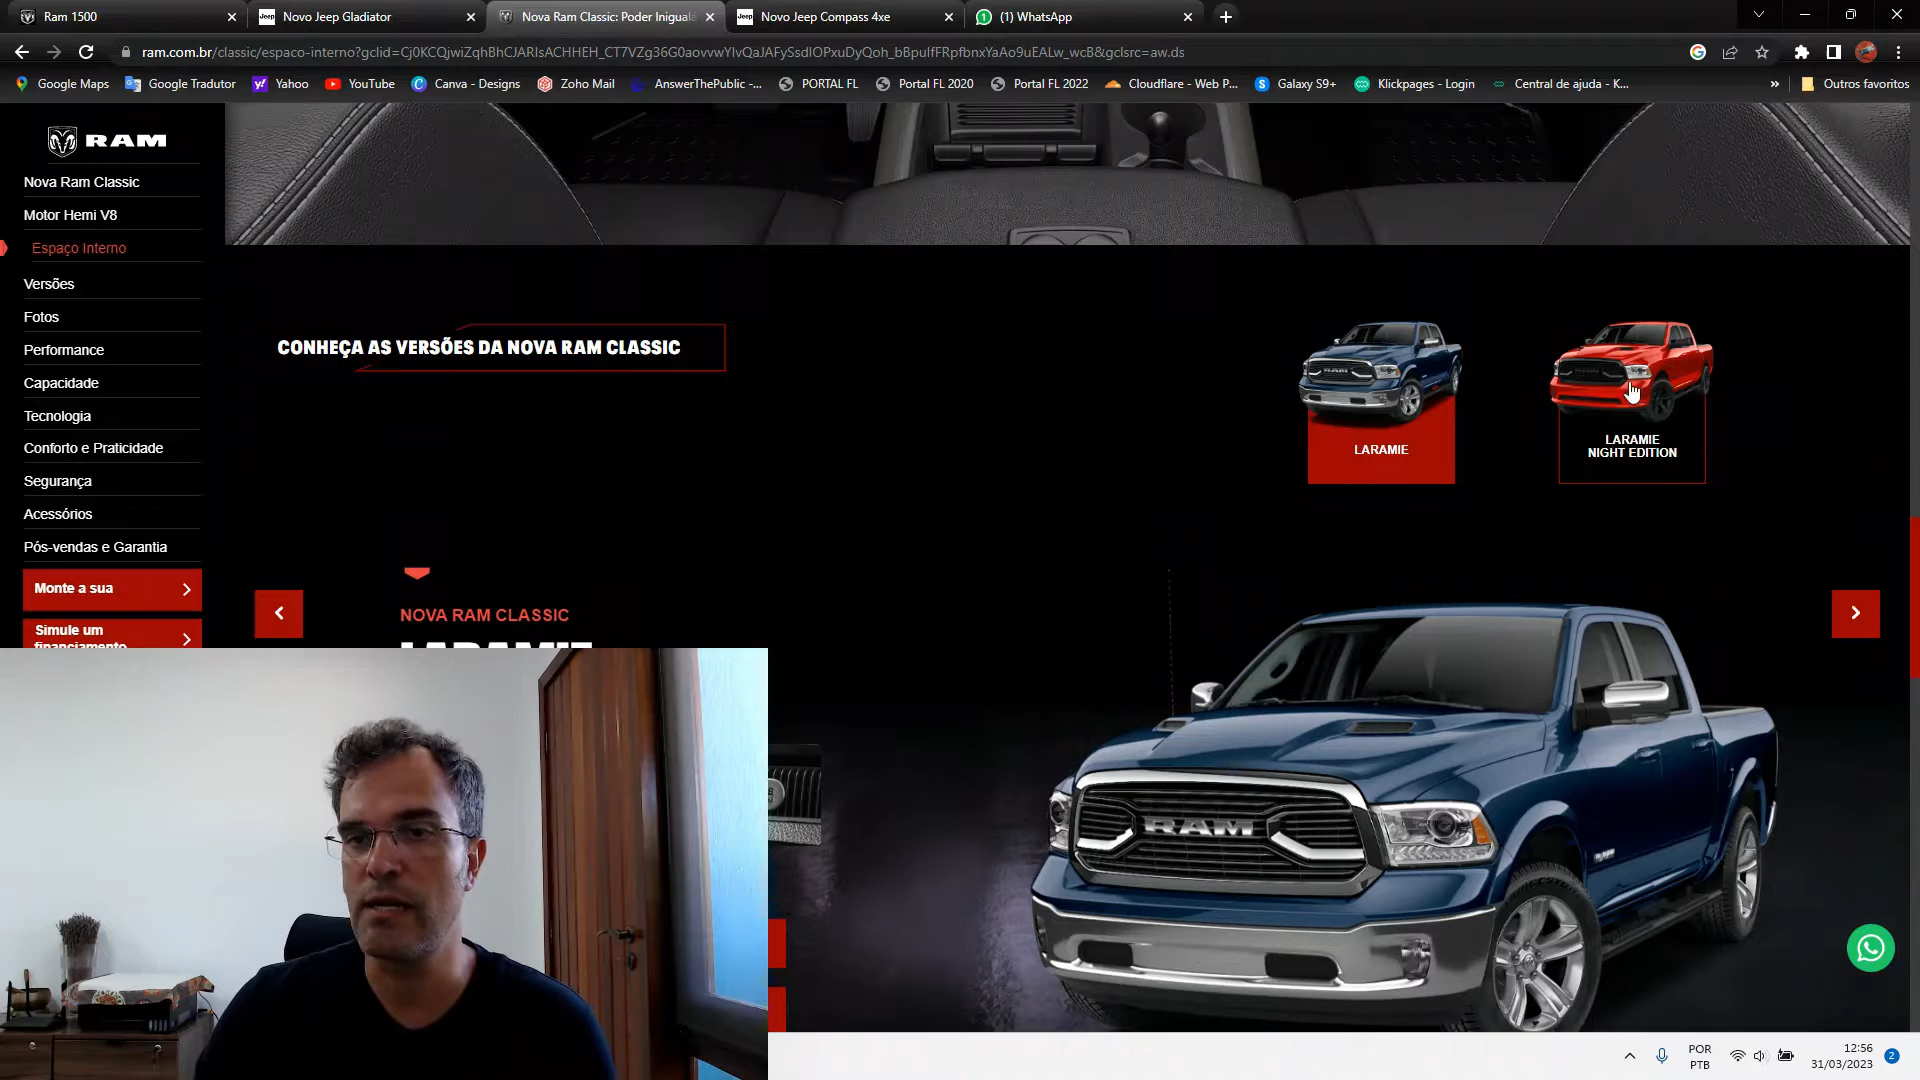 Ram 1500
Novo Jeep Gladiator
Nova Ram Classic: Poder Inigualá
Novo Jeep Compass 4xe
(1) WhatsApp
ram.com.br/classic/espaco-interno?gclid=Cj0KCQjwiZqhBhCJARIsACHHEH_CT7VZg36G0aovvwYIvQaJAFySsdIOPxuDyQoh_bBpuIfFRpfbnxYaAo9uEALw_wcB&gclsrc=aw.ds
Google Maps
Google Tradutor
Yahoo
YouTube
Canva - Designs
Zoho Mail
AnswerThePublic -...
PORTAL FL
Portal FL 2020
Portal FL 2022
Cloudflare - Web P...
Galaxy S9+
Klickpages - Login
Central de ajuda - K...
»
Outros favoritos
RAM
Nova Ram Classic
Motor Hemi V8
Espaço Interno
Versões
Fotos
Performance
Capacidade
Tecnologia
Conforto e Praticidade
Segurança
Acessórios
Pós-vendas e Garantia
Monte a sua
Simule um
financiamento
CONHEÇA AS VERSÕES DA NOVA RAM CLASSIC
LARAMIE
LARAMIE
NIGHT EDITION
NOVA RAM CLASSIC
LARAMIE
RAM
POR
PTB
12:56
31/03/2023
2